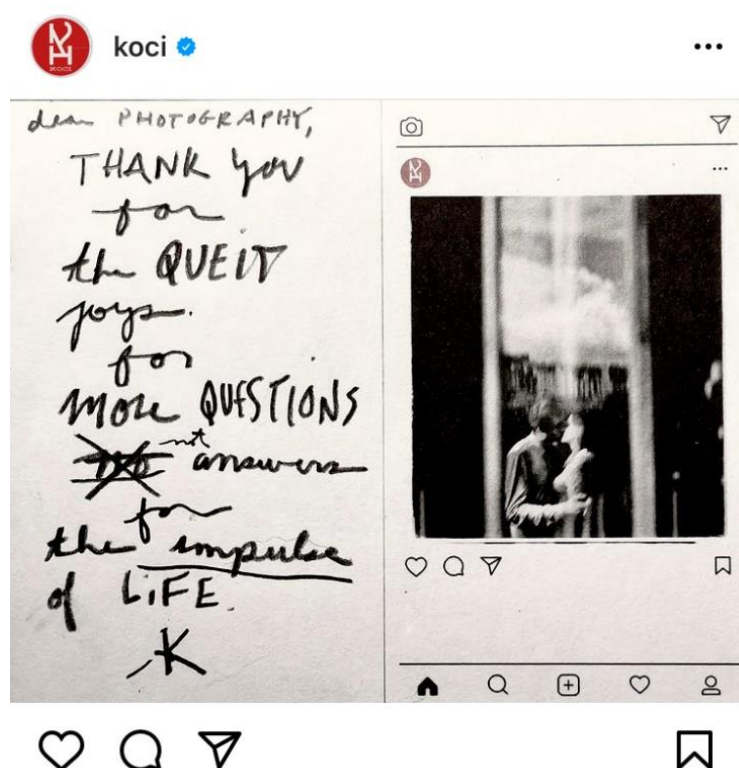 koci
KOCI
dear PHOTOGRAPHY,
THANK YOU
for
the QUEIT
joys.
for
more QUESTIONS
not
answers
for
the impulse
of LiFE.
K